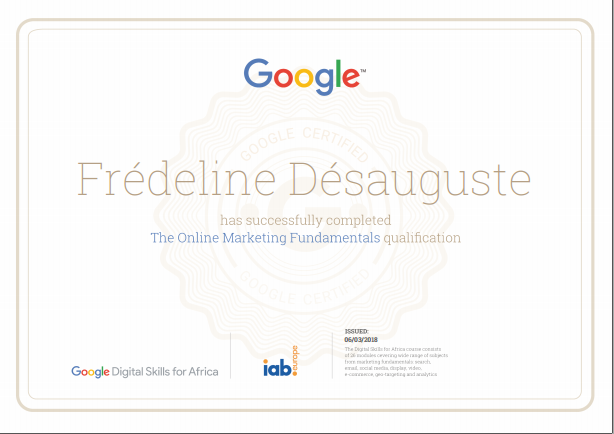 Google™
GOOGLE CERTIFIED
Frédeline Désauguste
has successfully completed
The Online Marketing Fundamentals qualification
GOOGLE CERTIFIED
Google Digital Skills for Africa
iab europe
ISSUED:
06/03/2018
The Digital Skills for Africa course consists
of 26 modules covering wide range of subjects
from marketing fundamentals, search,
email, social media, display, video,
e-commerce, geo-targeting and analytics